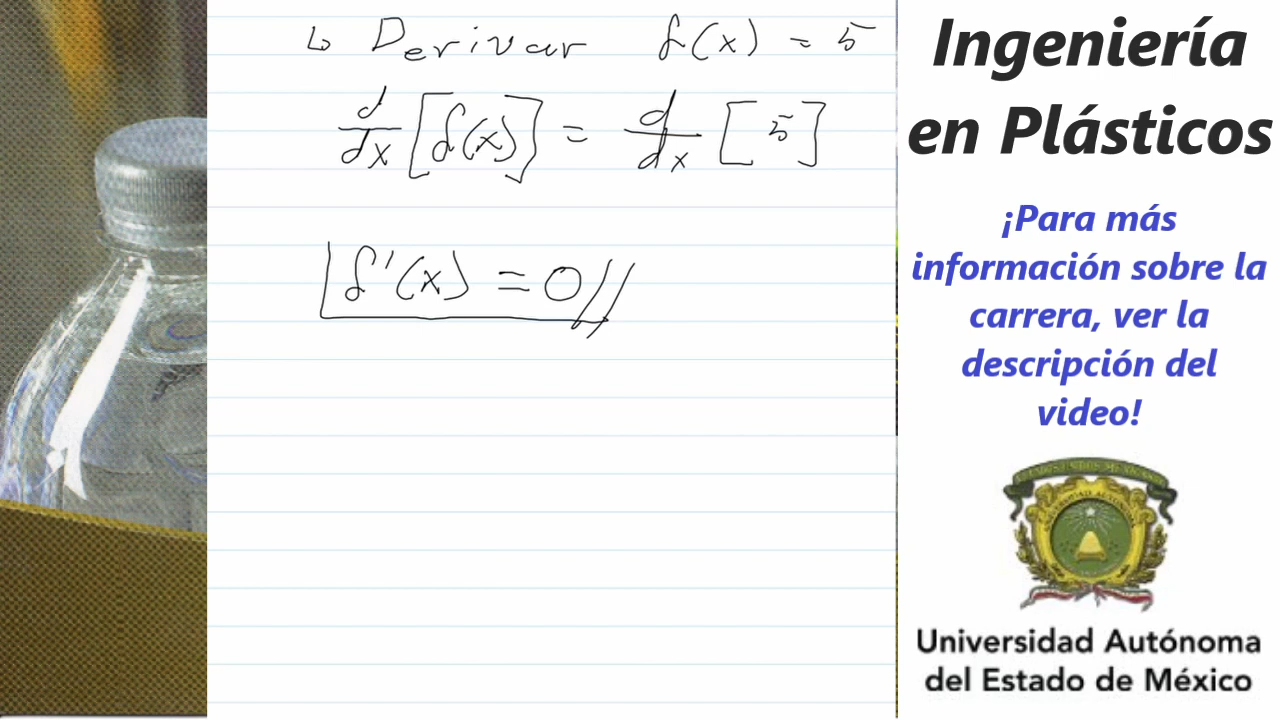 ↳ Derivar f(x) = 5
d/dx [f(x)] = d/dx [5]
f'(x) = 0//
Ingeniería
en Plásticos
¡Para más
información sobre la
carrera, ver la
descripción del
video!
Universidad Autónoma
del Estado de México